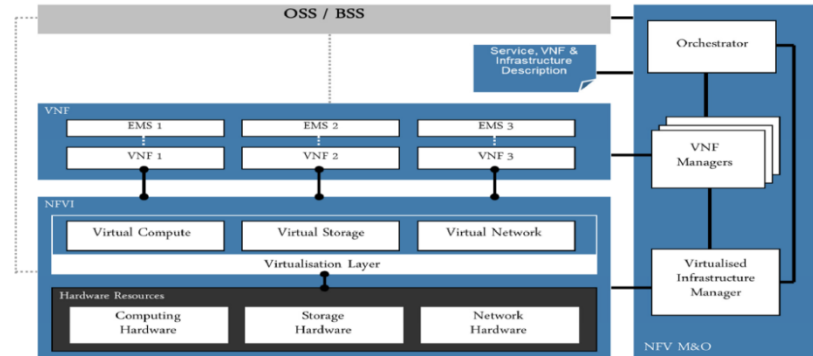 OSS / BSS
Service, VNF &
Infrastructure
Description
Orchestrator
VNF
EMS 1
EMS 2
EMS 3
VNF 1
VNF 2
VNF 3
VNF
Managers
NFVI
Virtual Compute
Virtual Storage
Virtual Network
Virtualisation Layer
Virtualised
Infrastructure
Manager
Hardware Resources
Computing
Hardware
Storage
Hardware
Network
Hardware
NFV M&O